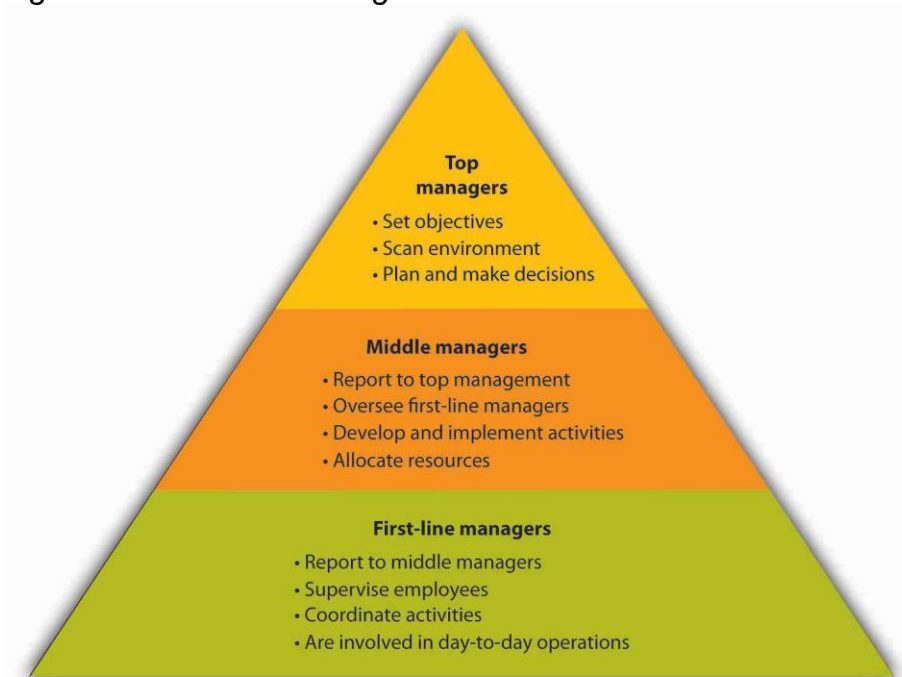 Top
managers
• Set objectives
• Scan environment
• Plan and make decisions
Middle managers
• Report to top management
• Oversee first-line managers
• Develop and implement activities
• Allocate resources
First-line managers
• Report to middle managers
• Supervise employees
• Coordinate activities
• Are involved in day-to-day operations